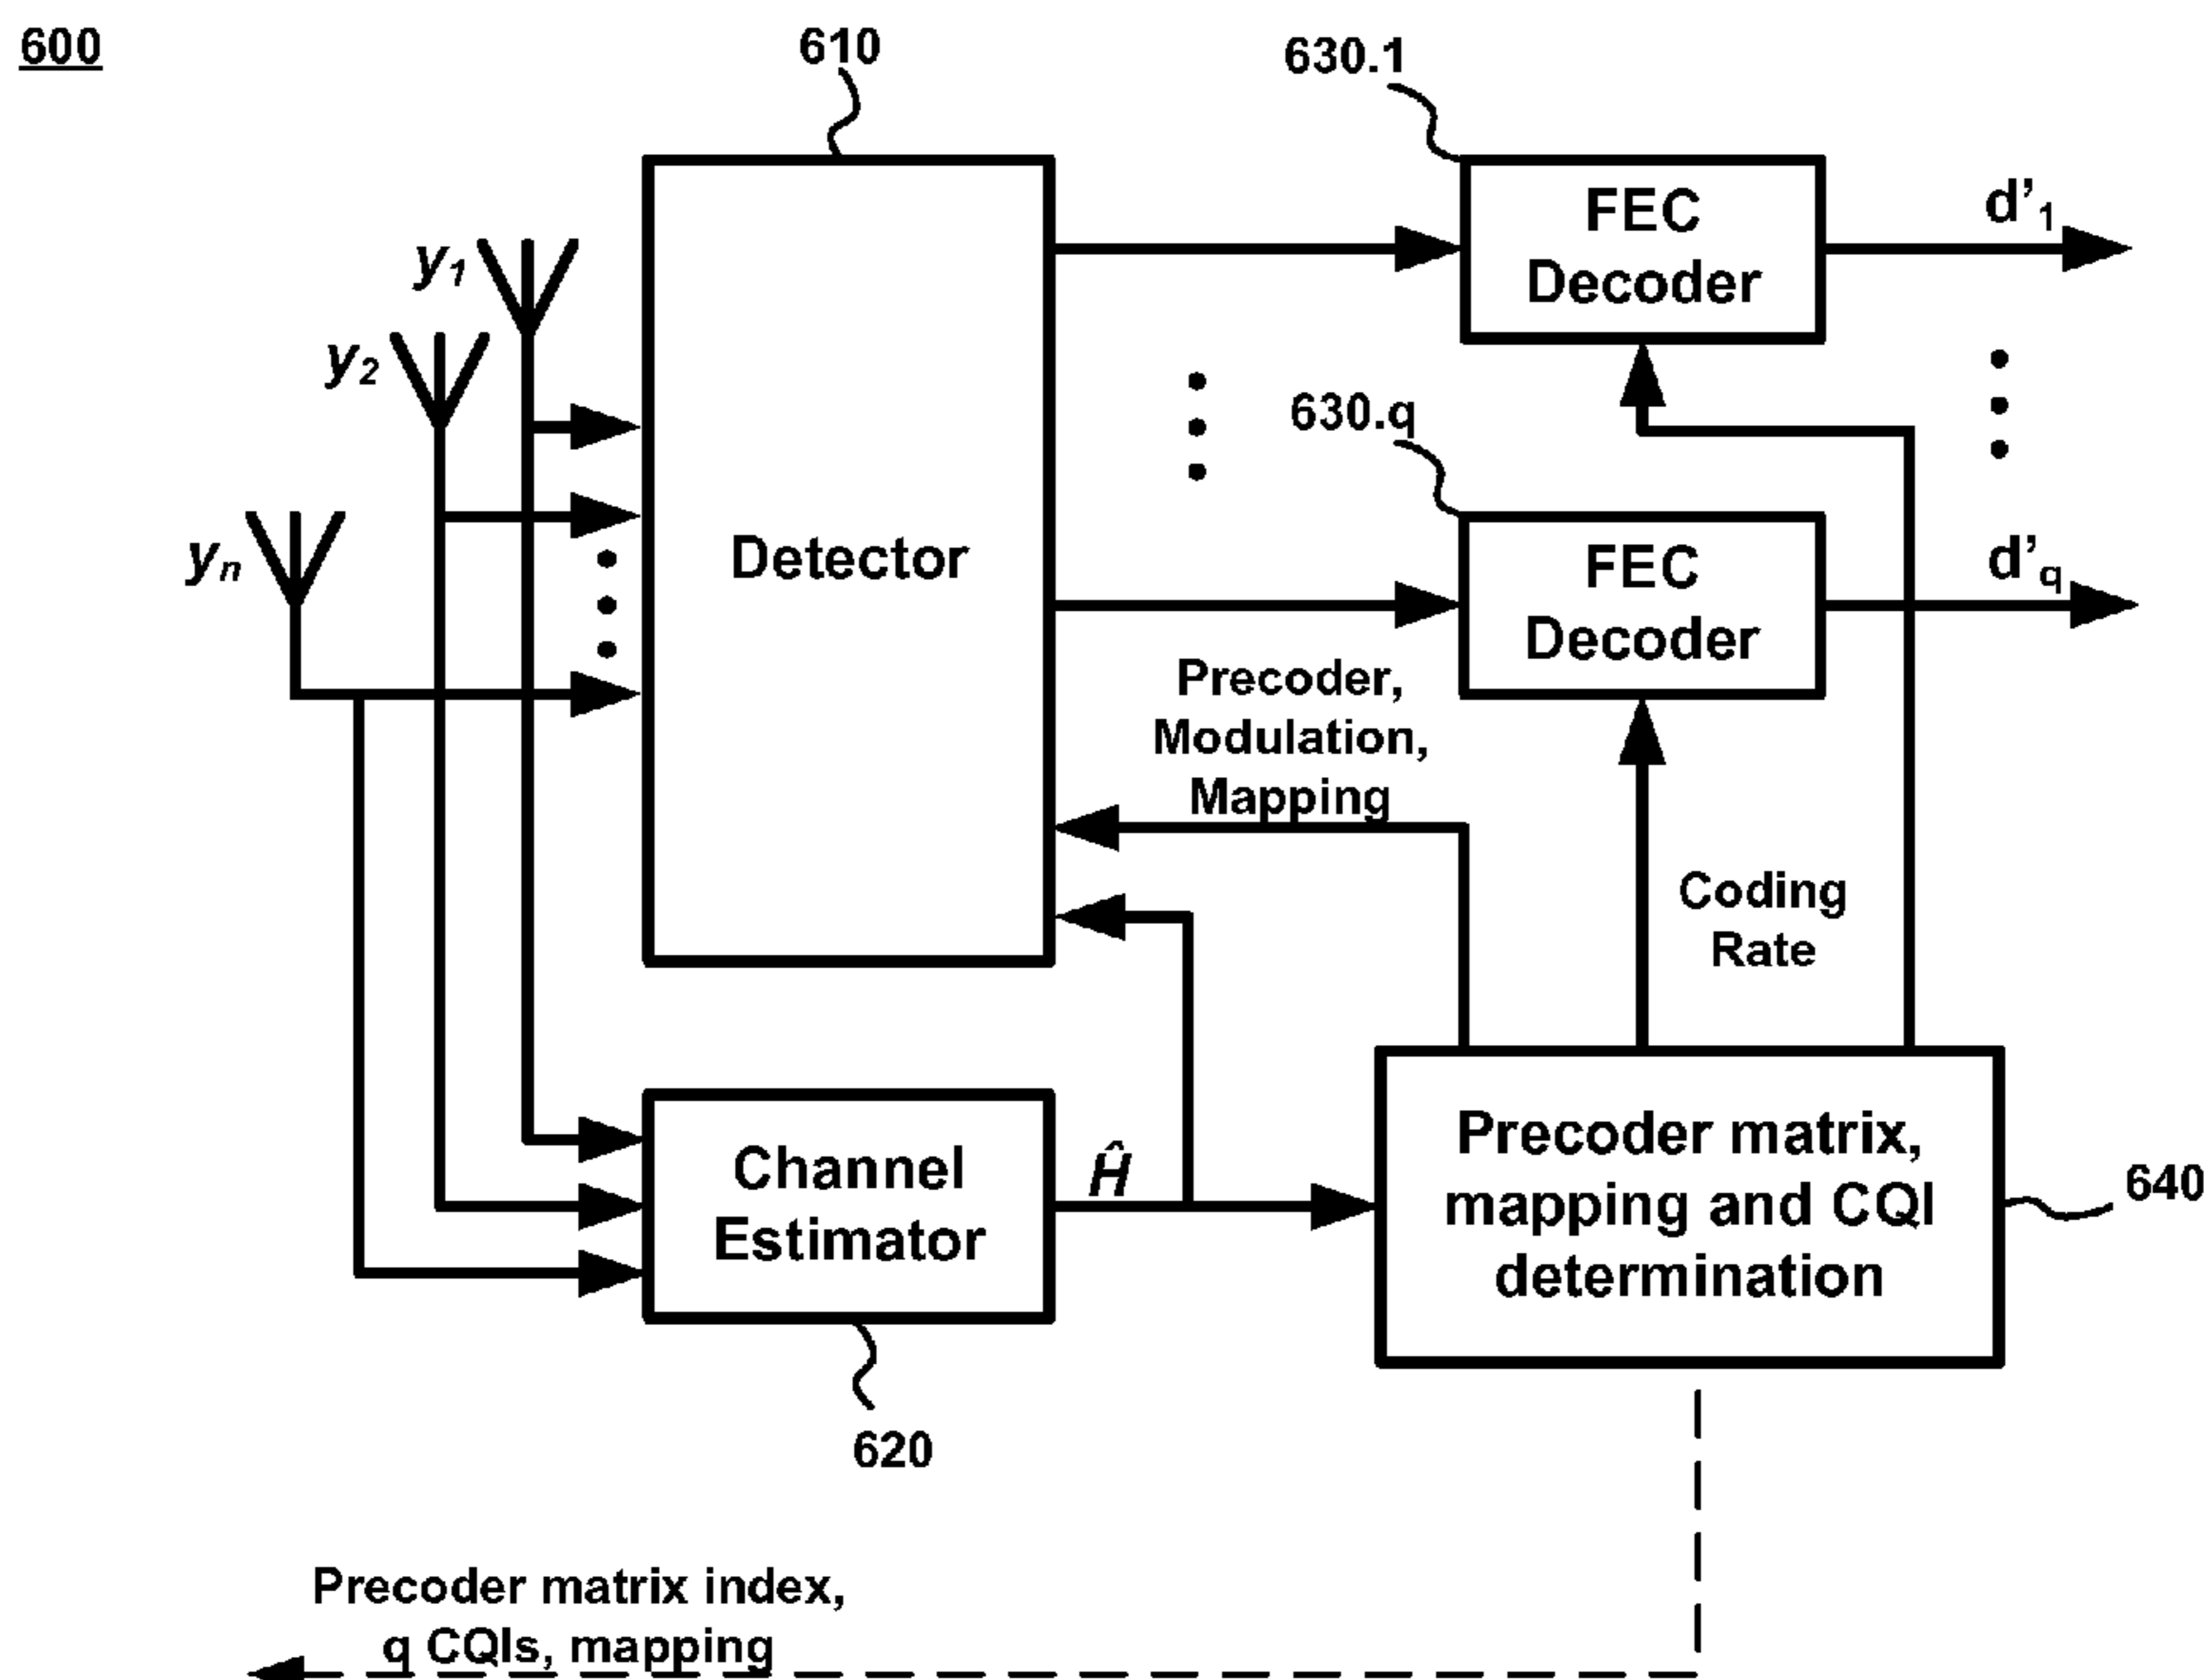 600
610
630.1
FEC
Decoder
d’1
y1
y2
yn
Detector
630.q
FEC
Decoder
d’q
Precoder,
Modulation,
Mapping
Coding
Rate
Channel
Estimator
Ĥ
Precoder matrix,
mapping and CQI
determination
640
620
Precoder matrix index,
q CQIs, mapping